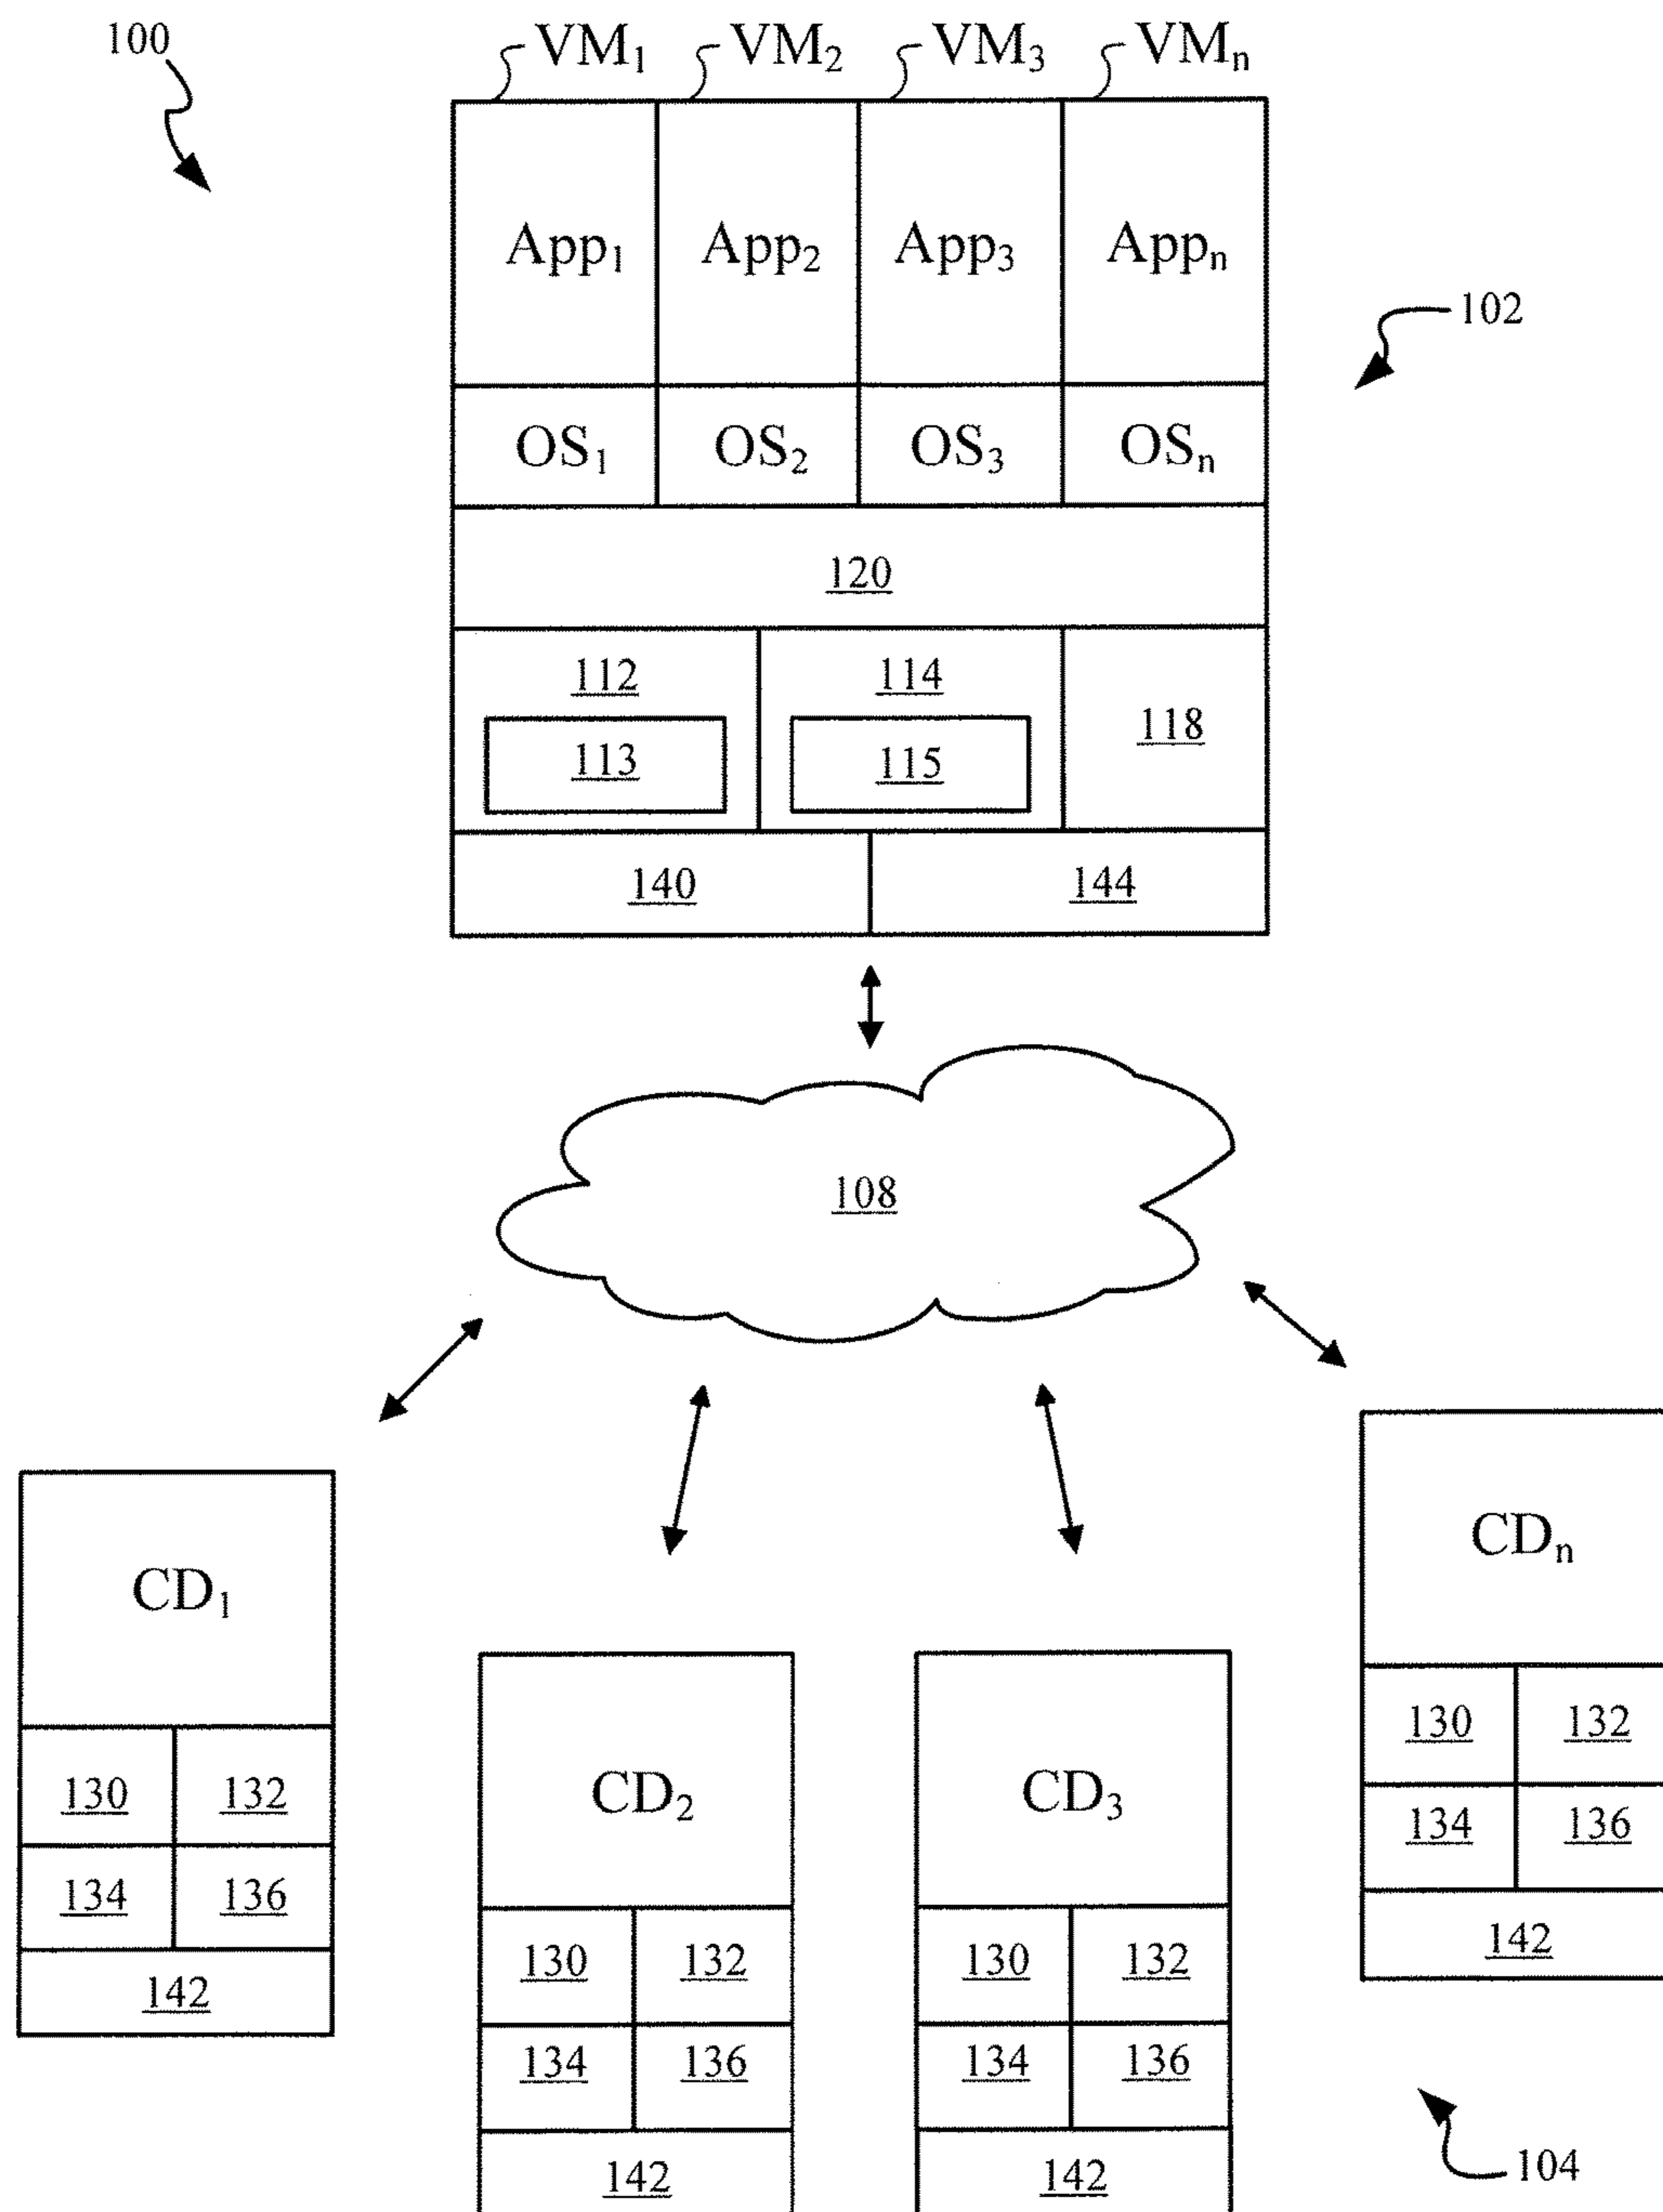 100
VM₁ VM₂ VM₃ VMₙ
App₁ App₂ App₃ Appₙ
102
OS₁ OS₂ OS₃ OSₙ
120
112 114 118
113 115
140 144
108
CD₁
130 132
134 136
142
CD₂
130 132
134 136
142
CD₃
130 132
134 136
142
CDₙ
130 132
134 136
142
104